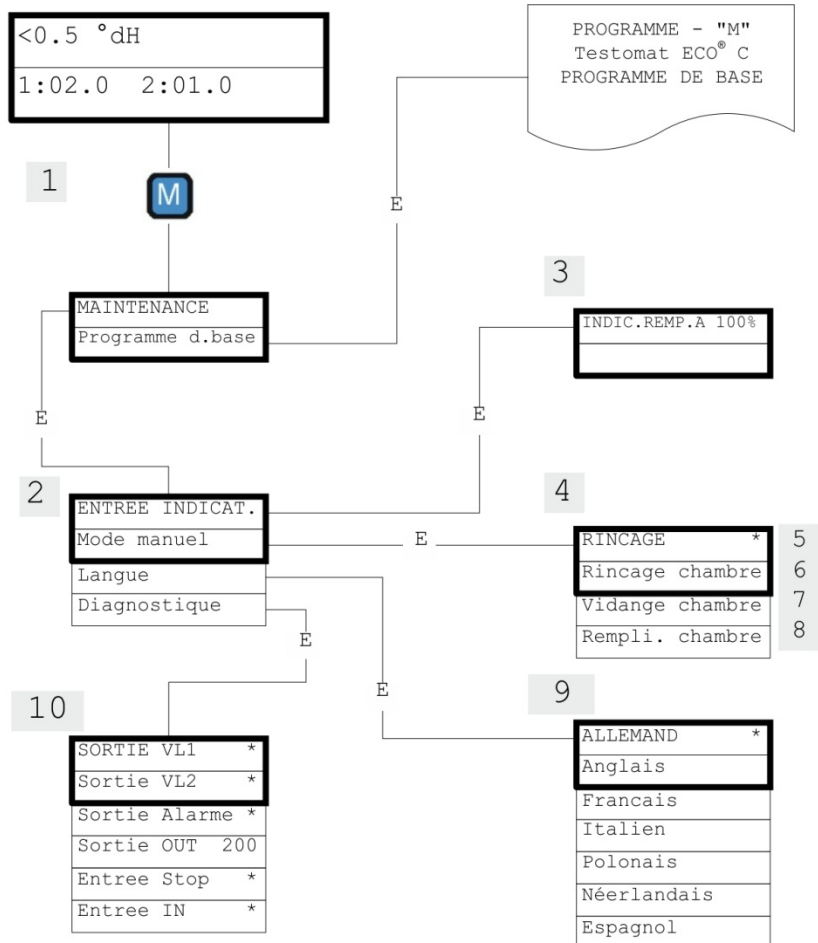 <0.5 °dH
1:02.0 2:01.0
PROGRAMME - "M"
Testomat ECO® C
PROGRAMME DE BASE
1
M
E
MAINTENANCE
Programme d.base
3
INDIC.REMP.A 100%
E
E
2
ENTREE INDICAT.
Mode manuel
Langue
Diagnostique
E
4
RINCAGE *
Rincage chambre
Vidange chambre
Rempli. chambre
5
6
7
8
E
E
10
SORTIE VL1 *
Sortie VL2 *
Sortie Alarme *
Sortie OUT 200
Entree Stop *
Entree IN *
9
ALLEMAND *
Anglais
Francais
Italien
Polonais
Néerlandais
Espagnol